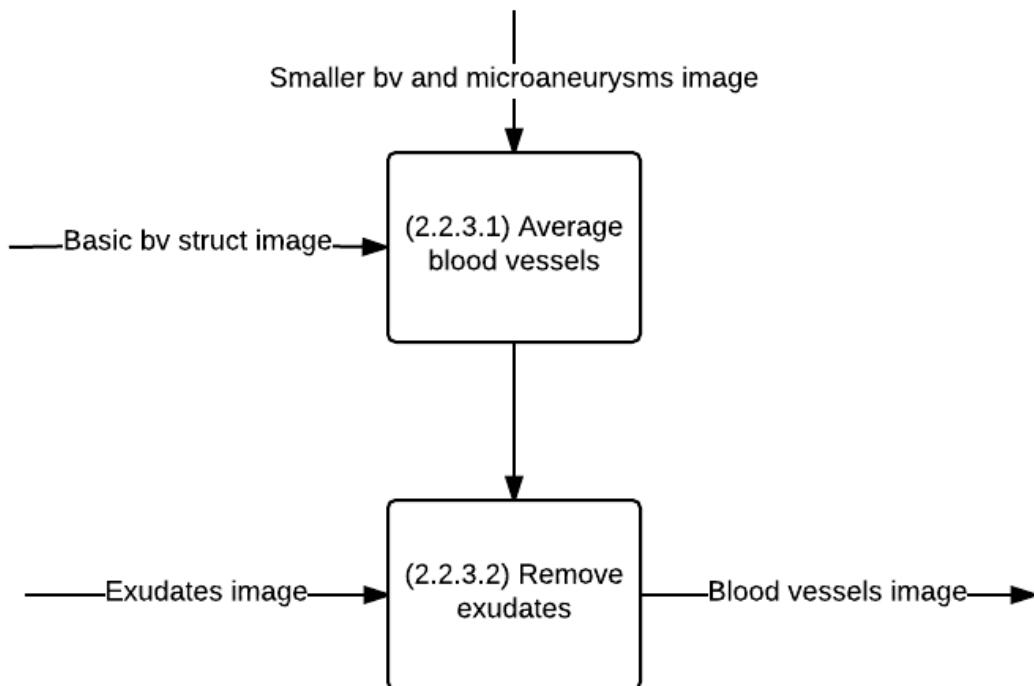 Smaller bv and microaneurysms image
Basic bv struct image
(2.2.3.1) Average
blood vessels
Exudates image
(2.2.3.2) Remove
exudates
Blood vessels image